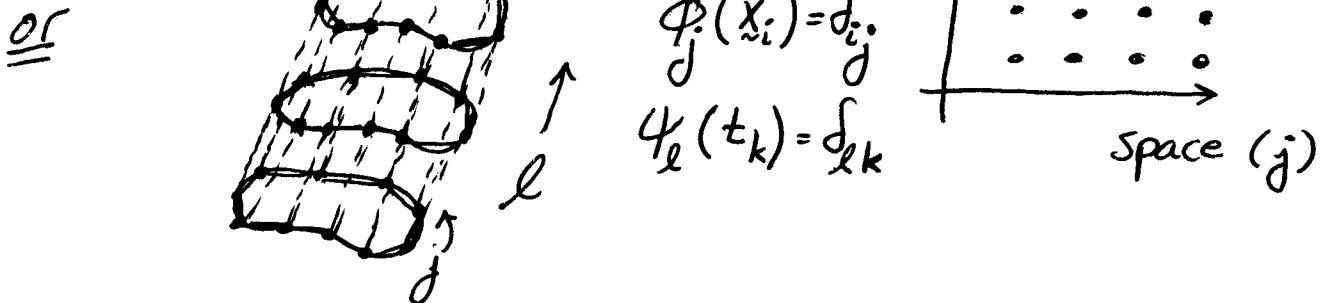 or
ϕ_j(x_i) = δ_ij
ψ_ℓ(t_k) = δ_ℓk
ℓ
space (j)
j